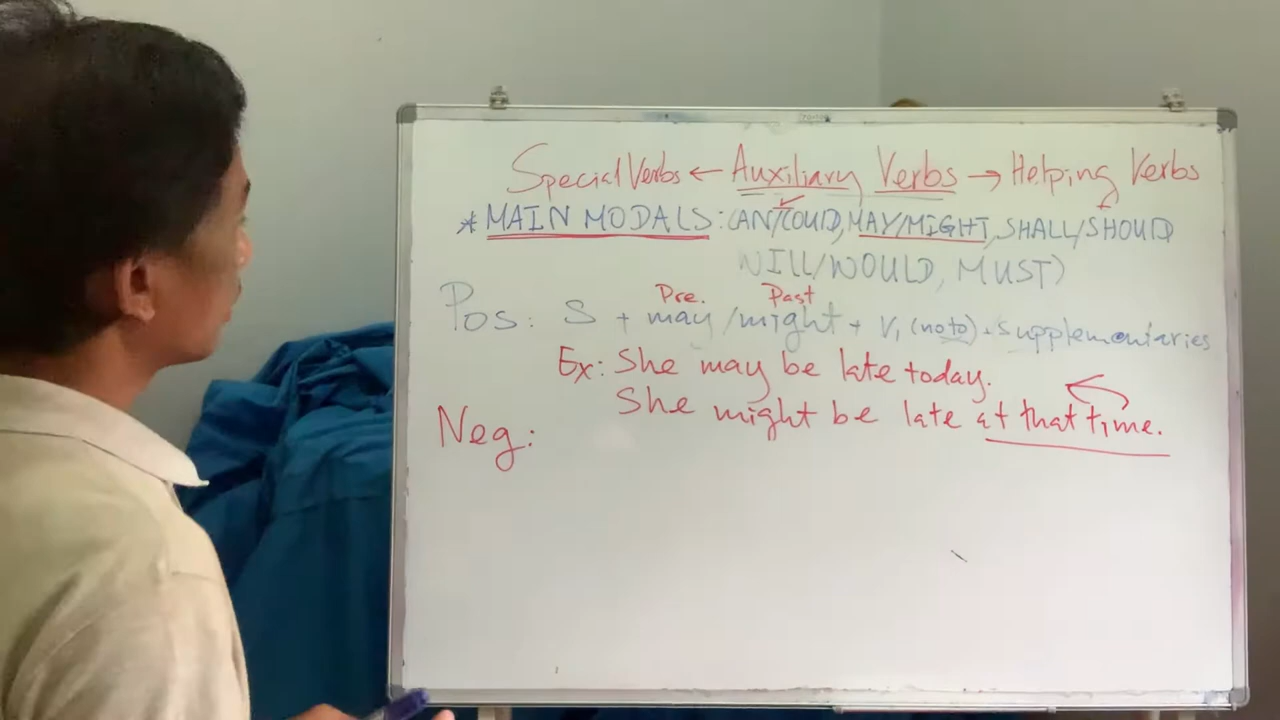 Special Verbs ← Auxiliary Verbs → Helping Verbs
* MAIN MODALS: (CAN/COULD, MAY/MIGHT, SHALL/SHOULD
WILL/WOULD, MUST)
Pre. Past
Pos: S + may/might + V₁ (no to) + supplementaries
Ex: She may be late today.
She might be late at that time.
Neg: